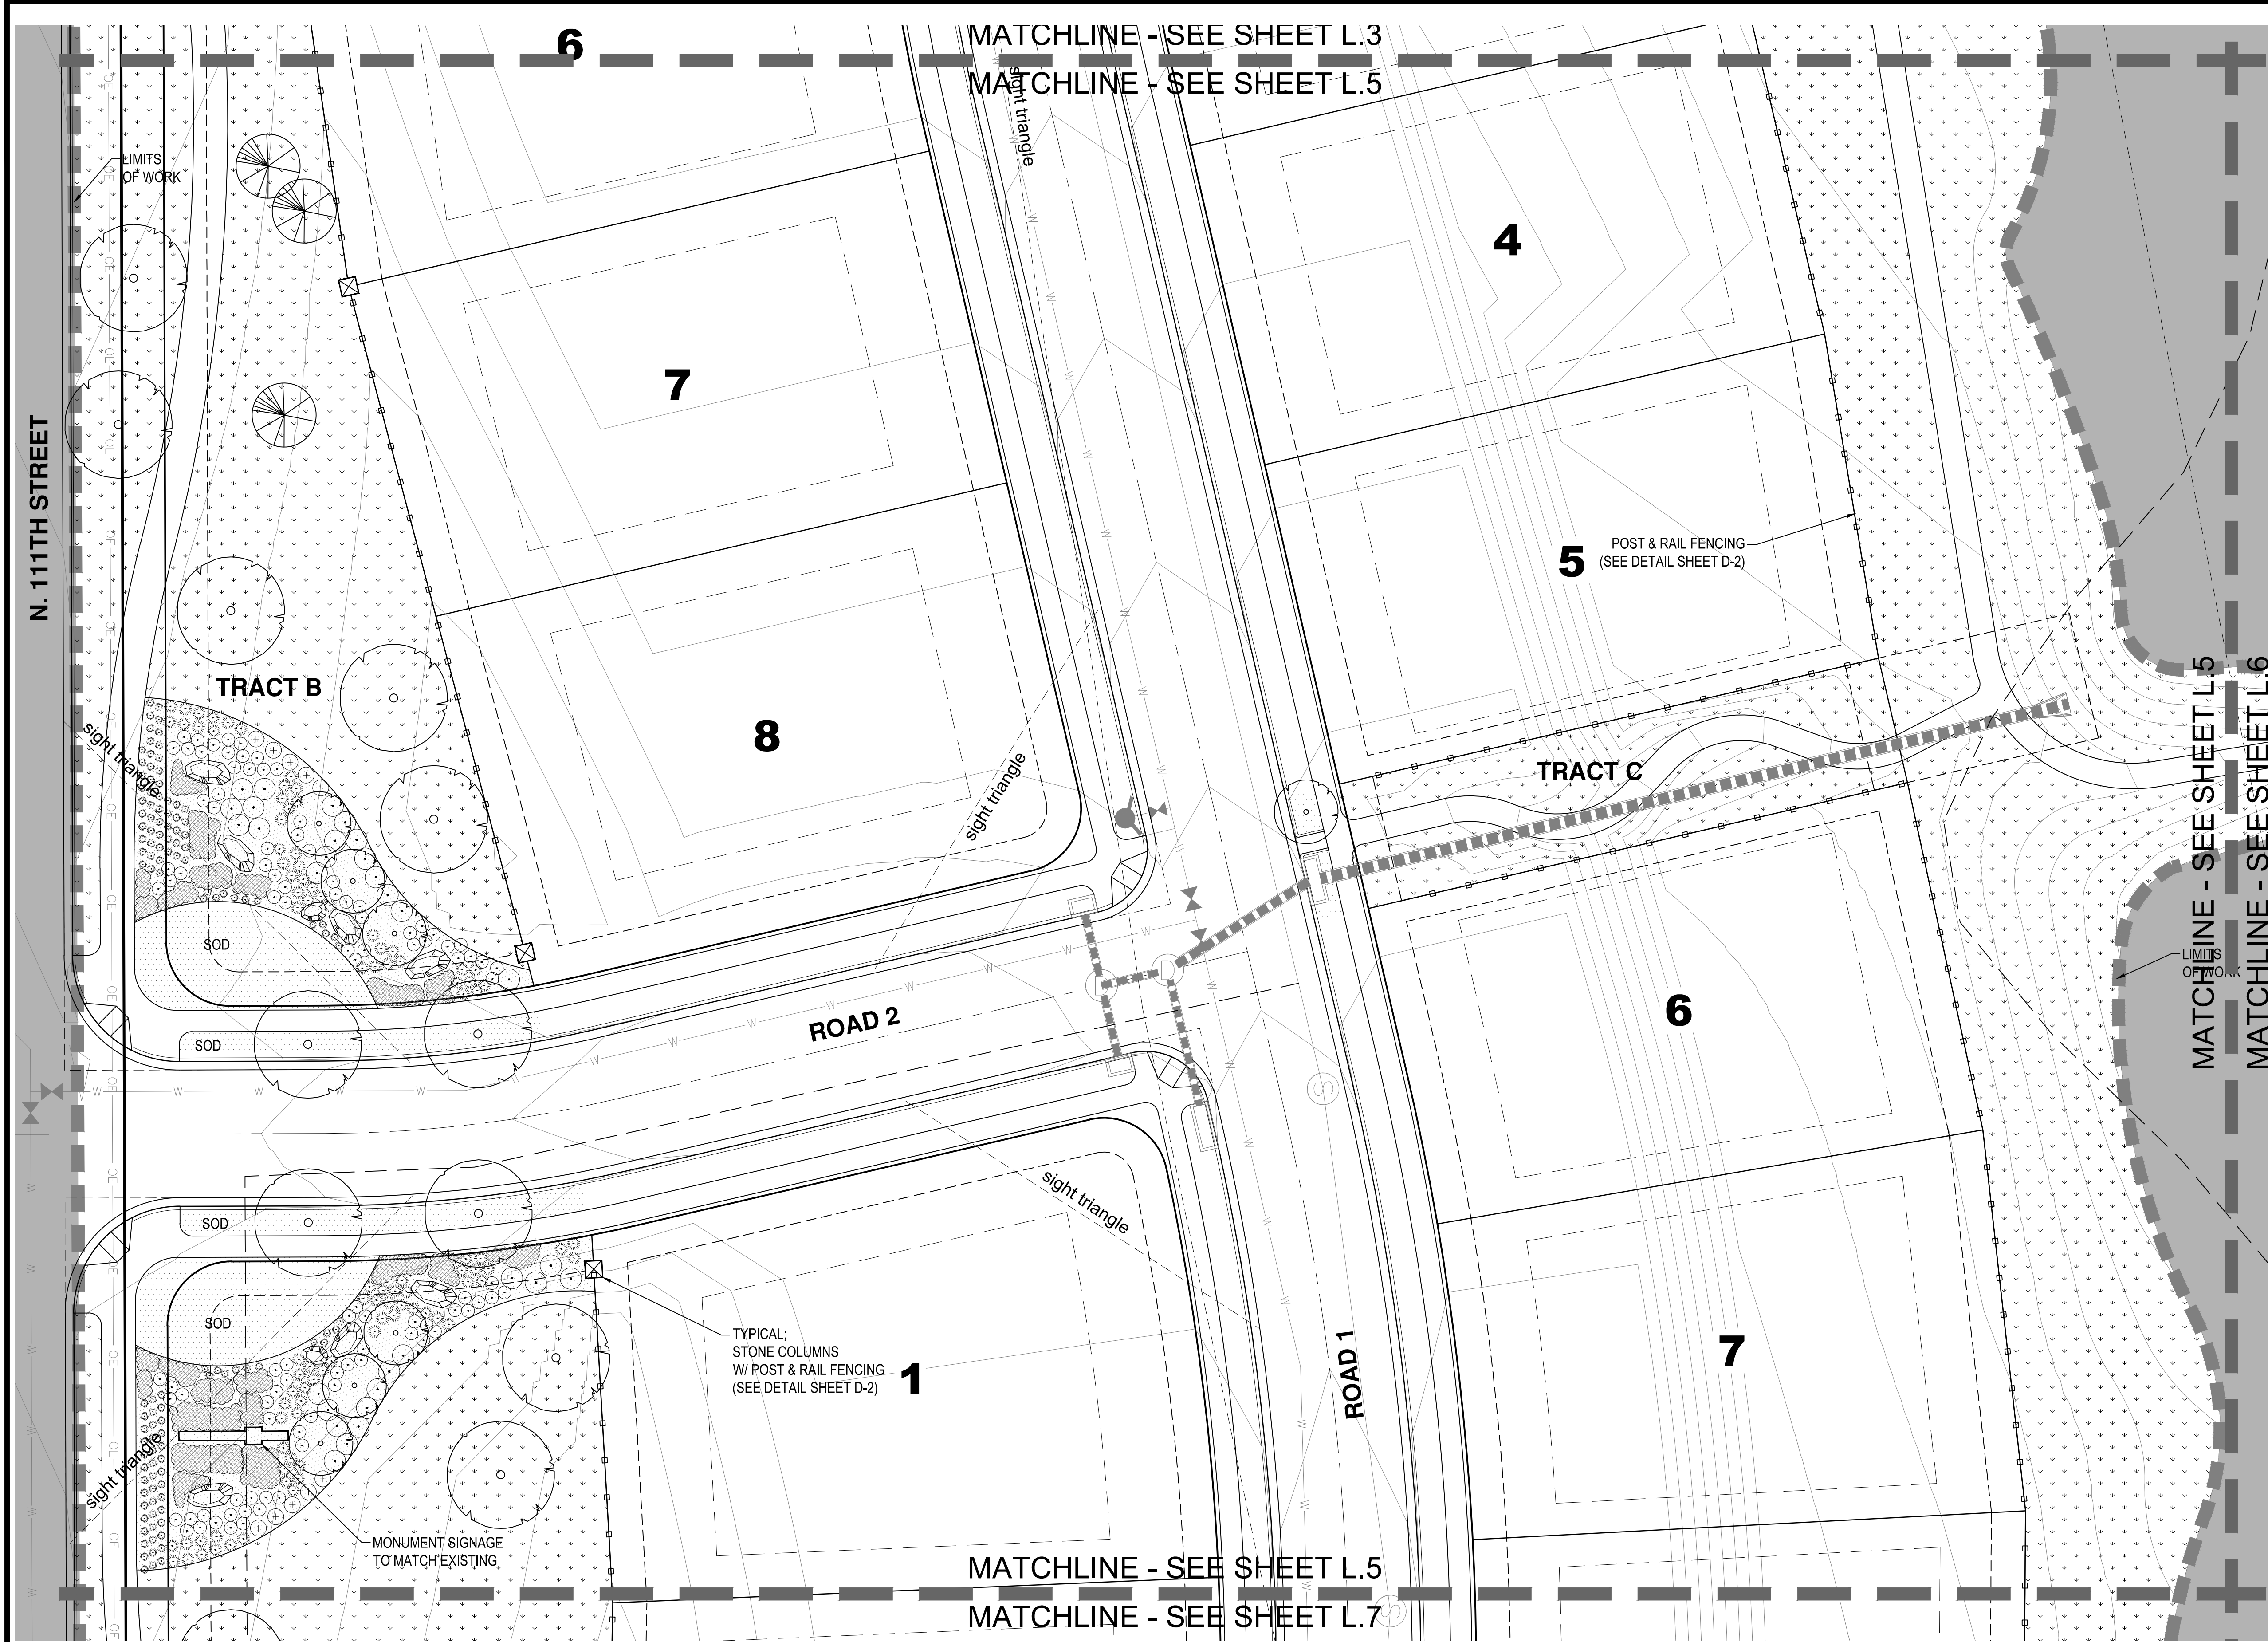 MATCHLINE - SEE SHEET L.3
MATCHLINE - SEE SHEET L.5
6
sight triangle
LIMITS
OF WORK
4
7
N. 111TH STREET
POST & RAIL FENCING
(SEE DETAIL SHEET D-2)
5
TRACT B
8
sight triangle
sight triangle
TRACT C
MATCHLINE - SEE SHEET L.5
MATCHLINE - SEE SHEET L.6
SOD
LIMITS
OF WORK
6
ROAD 2
SOD
SOD
sight triangle
SOD
TYPICAL;
STONE COLUMNS
W/ POST & RAIL FENCING
(SEE DETAIL SHEET D-2)
1
ROAD 1
7
sight triangle
MONUMENT SIGNAGE
TO MATCH EXISTING
MATCHLINE - SEE SHEET L.5
MATCHLINE - SEE SHEET L.7